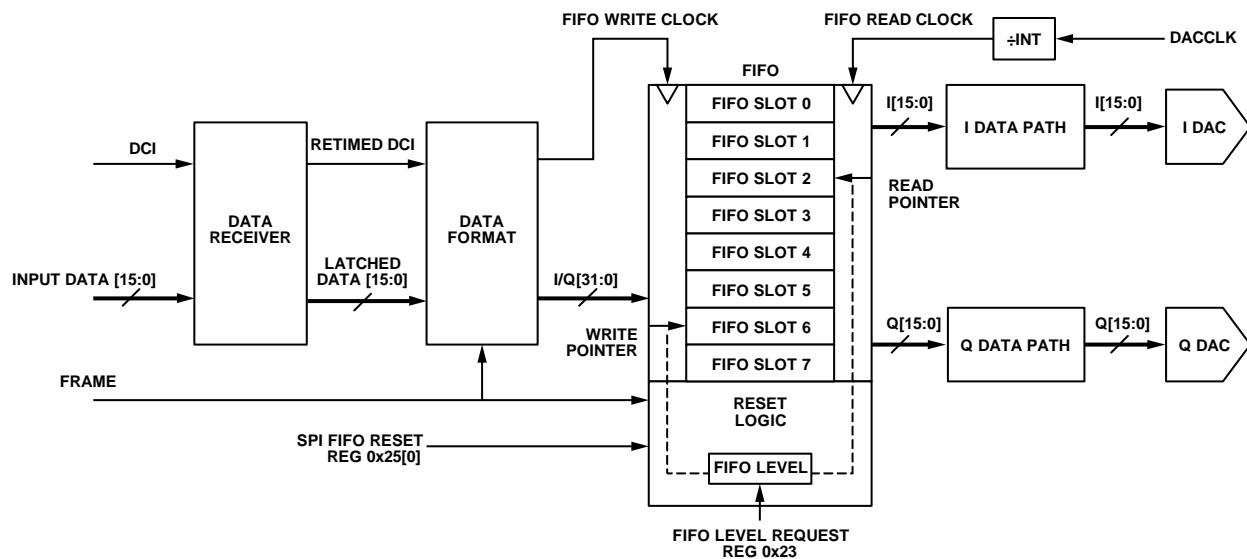 FIFO WRITE CLOCK
FIFO READ CLOCK
÷INT
DACCLK
FIFO
FIFO SLOT 0
I[15:0]
I DATA PATH
I[15:0]
I DAC
DCI
RETIMED DCI
FIFO SLOT 1
FIFO SLOT 2
READ
POINTER
DATA
RECEIVER
DATA
FORMAT
FIFO SLOT 3
FIFO SLOT 4
INPUT DATA [15:0]
LATCHED
DATA [15:0]
I/Q[31:0]
FIFO SLOT 5
WRITE
POINTER
FIFO SLOT 6
Q[15:0]
Q DATA PATH
Q[15:0]
Q DAC
FIFO SLOT 7
FRAME
RESET
LOGIC
SPI FIFO RESET
REG 0x25[0]
FIFO LEVEL
FIFO LEVEL REQUEST
REG 0x23